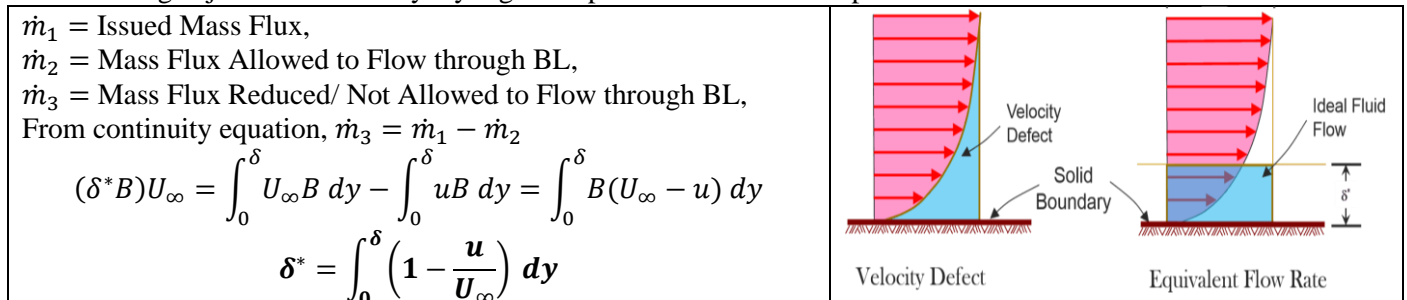 ṁ₁ = Issued Mass Flux,
ṁ₂ = Mass Flux Allowed to Flow through BL,
ṁ₃ = Mass Flux Reduced/ Not Allowed to Flow through BL,
From continuity equation, ṁ₃ = ṁ₁ − ṁ₂
(δ*B)U∞ = ∫₀^δ U∞B dy − ∫₀^δ uB dy = ∫₀^δ B(U∞ − u) dy
δ* = ∫₀^δ (1 − u/U∞) dy
Velocity
Defect
Solid
Boundary
Ideal Fluid
Flow
δ*
Velocity Defect
Equivalent Flow Rate